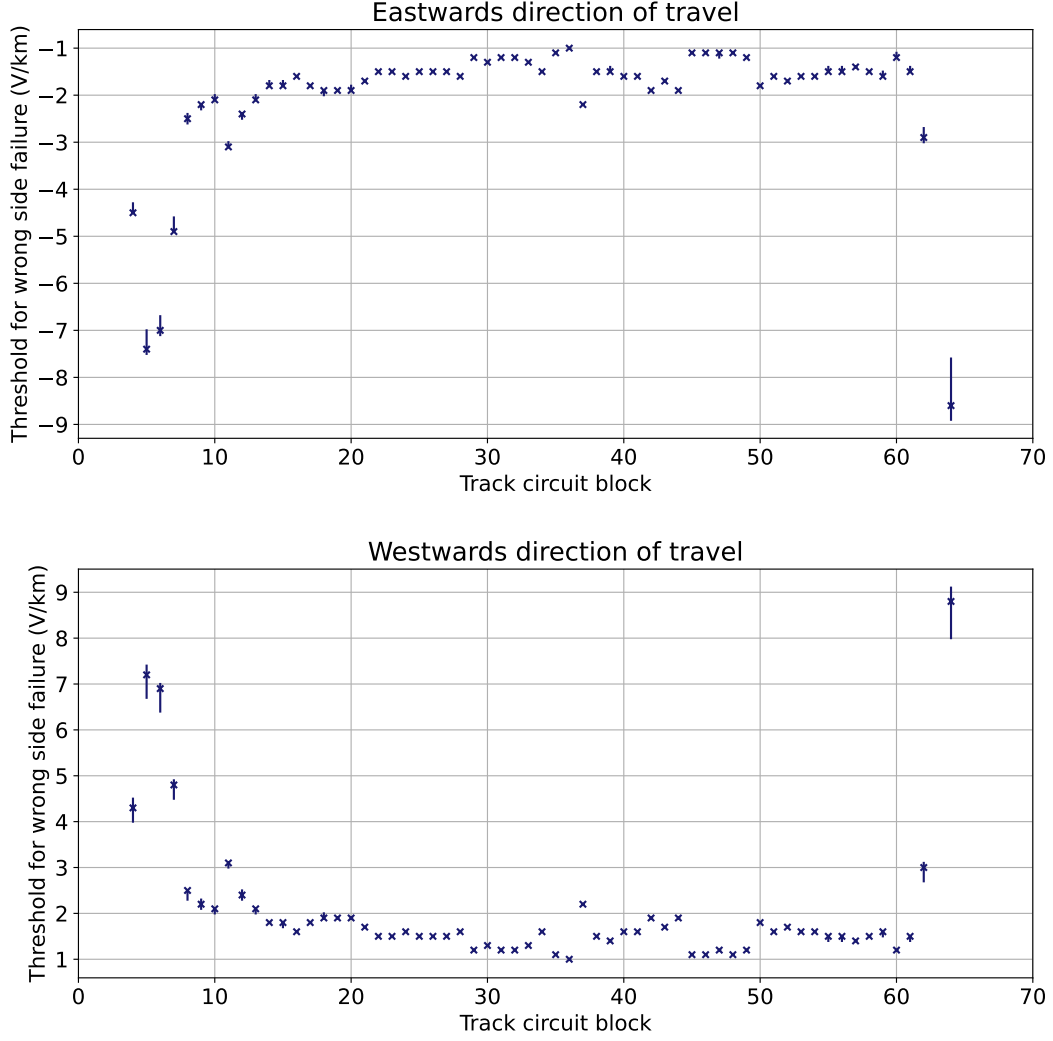 Eastwards direction of travel
Threshold for wrong side failure (V/km)
−1
−2
−3
−4
−5
−6
−7
−8
−9
0 10 20 30 40 50 60 70
Track circuit block
Westwards direction of travel
Threshold for wrong side failure (V/km)
9
8
7
6
5
4
3
2
1
0 10 20 30 40 50 60 70
Track circuit block